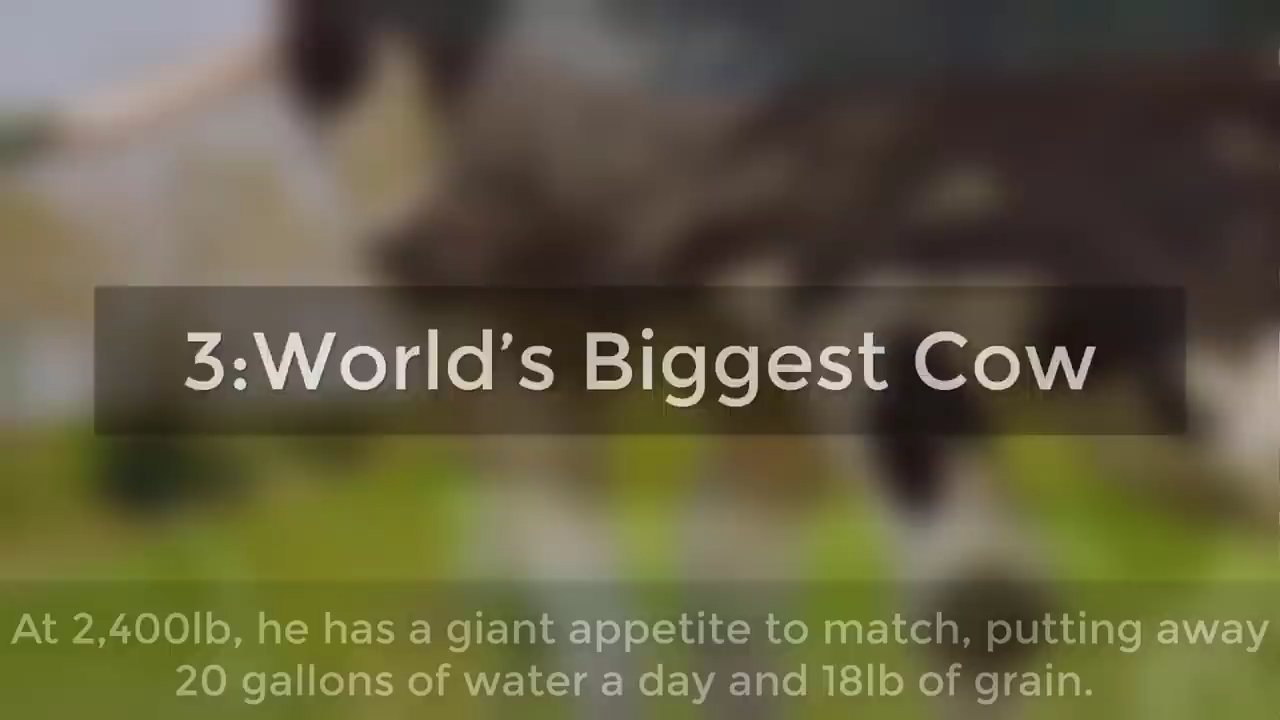 3:World’s Biggest Cow
At 2,400lb, he has a giant appetite to match, putting away
20 gallons of water a day and 18lb of grain.